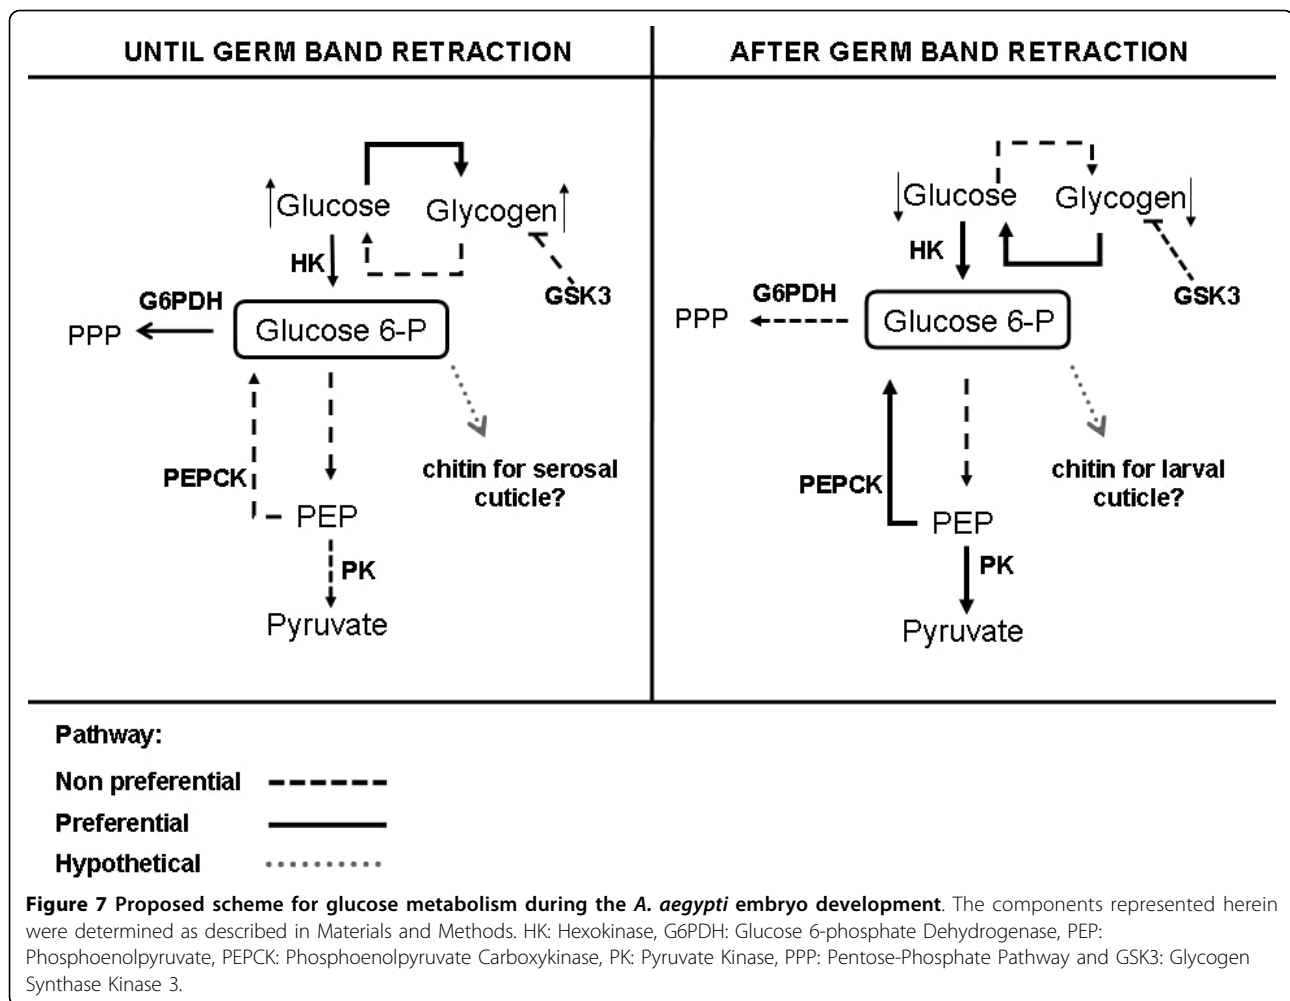 UNTIL GERM BAND RETRACTION
AFTER GERM BAND RETRACTION
Glucose
Glycogen
HK
GSK3
G6PDH
PPP
Glucose 6-P
PEPCK
chitin for serosal
cuticle?
PEP
PK
Pyruvate
Glucose
Glycogen
HK
GSK3
G6PDH
PPP
Glucose 6-P
PEPCK
chitin for larval
cuticle?
PEP
PK
Pyruvate
Pathway:
Non preferential
Preferential
Hypothetical
Figure 7 Proposed scheme for glucose metabolism during the A. aegypti embryo development. The components represented herein
were determined as described in Materials and Methods. HK: Hexokinase, G6PDH: Glucose 6-phosphate Dehydrogenase, PEP:
Phosphoenolpyruvate, PEPCK: Phosphoenolpyruvate Carboxykinase, PK: Pyruvate Kinase, PPP: Pentose-Phosphate Pathway and GSK3: Glycogen
Synthase Kinase 3.